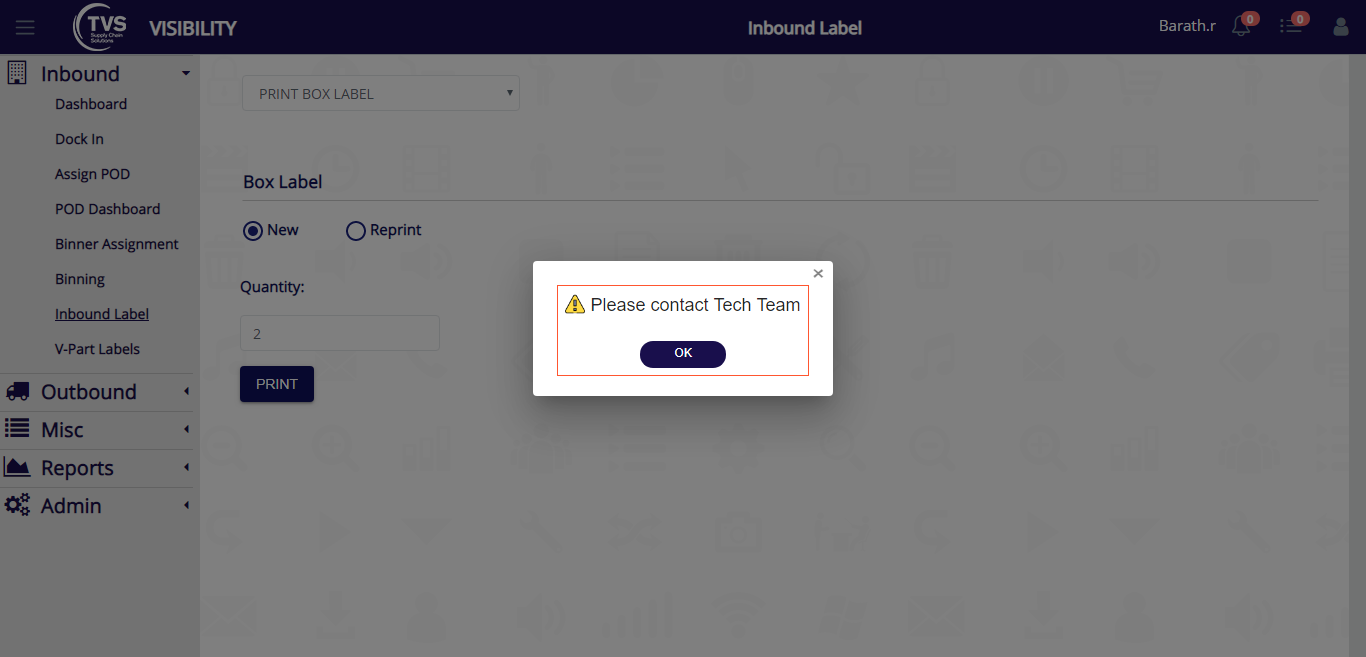 TVS
Supply Chain
Solutions
VISIBILITY
Inbound Label
Barath.r
0
0
Inbound
Dashboard
Dock In
Assign POD
POD Dashboard
Binner Assignment
Binning
Inbound Label
V-Part Labels
Outbound
Misc
Reports
Admin
PRINT BOX LABEL
Box Label
New
Reprint
Quantity:
2
PRINT
×
Please contact Tech Team
OK